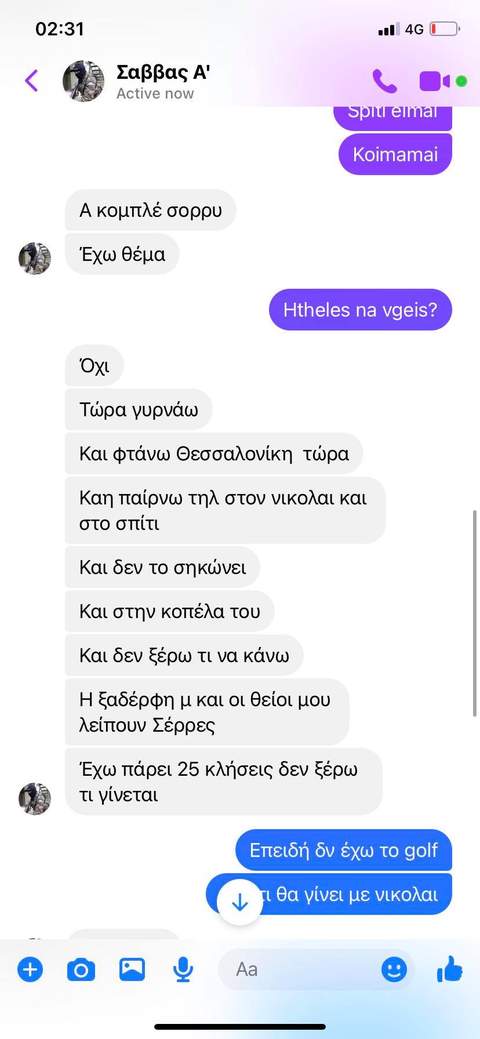 02:31
4G
Σαββας Α'
Active now
Spiti eimai
Koimamai
Α κομπλέ σορρυ
Έχω θέμα
Htheles na vgeis?
Όχι
Τώρα γυρνάω
Και φτάνω Θεσσαλονίκη τώρα
Καη παίρνω τηλ στον νικολαι και
στο σπίτι
Και δεν το σηκώνει
Και στην κοπέλα του
Και δεν ξέρω τι να κάνω
Η ξαδέρφη μ και οι θείοι μου
λείπουν Σέρρες
Έχω πάρει 25 κλήσεις δεν ξέρω
τι γίνεται
Επειδή δν έχω το golf
τι θα γίνει με νικολαι
Aa